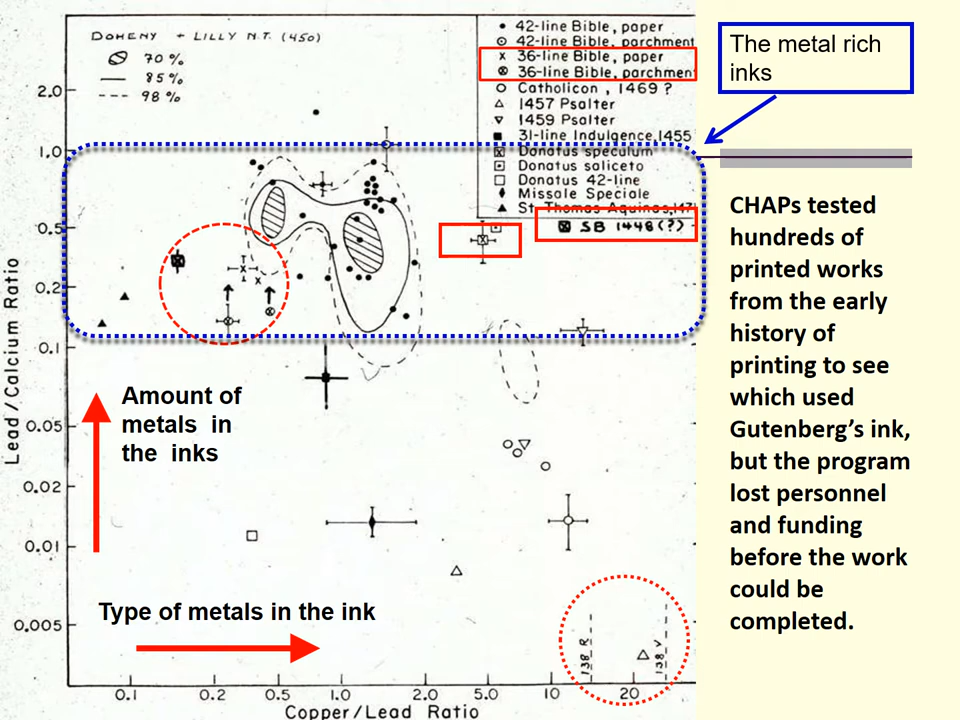 DOHENY + LILLY N.T. (450)
70 %
85 %
98 %
42-line Bible, paper
42-line Bible, parchment
36-line Bible, paper
36-line Bible, parchment
Catholicon, 1469 ?
1457 Psalter
1459 Psalter
31-line Indulgence, 1455
Donatus speculum
Donatus saliceto
Donatus 42-line
Missale Speciale
St. Thomas Aquinas,
SB 1448(?)
The metal rich
inks
CHAPs tested
hundreds of
printed works
from the early
history of
printing to see
which used
Gutenberg's ink,
but the program
lost personnel
and funding
before the work
could be
completed.
Lead/Calcium Ratio
2.0
1.0
0.5
0.2
0.1
0.05
0.02
0.01
0.005
Amount of
metals in
the inks
Type of metals in the ink
138 R
138 V
0.1 0.2 0.5 1.0 2.0 5.0 10 20
Copper/Lead Ratio